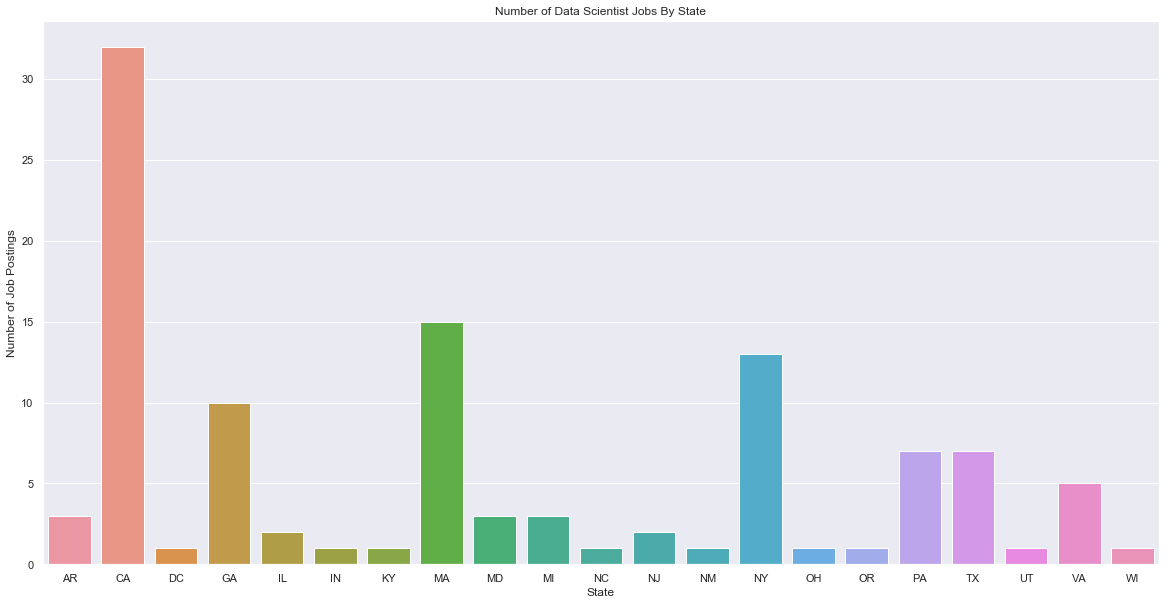 Number of Data Scientist Jobs By State
Number of Job Postings
30
25
20
15
10
5
0
AR CA DC GA IL IN KY MA MD MI NC NJ NM NY OH OR PA TX UT VA WI
State